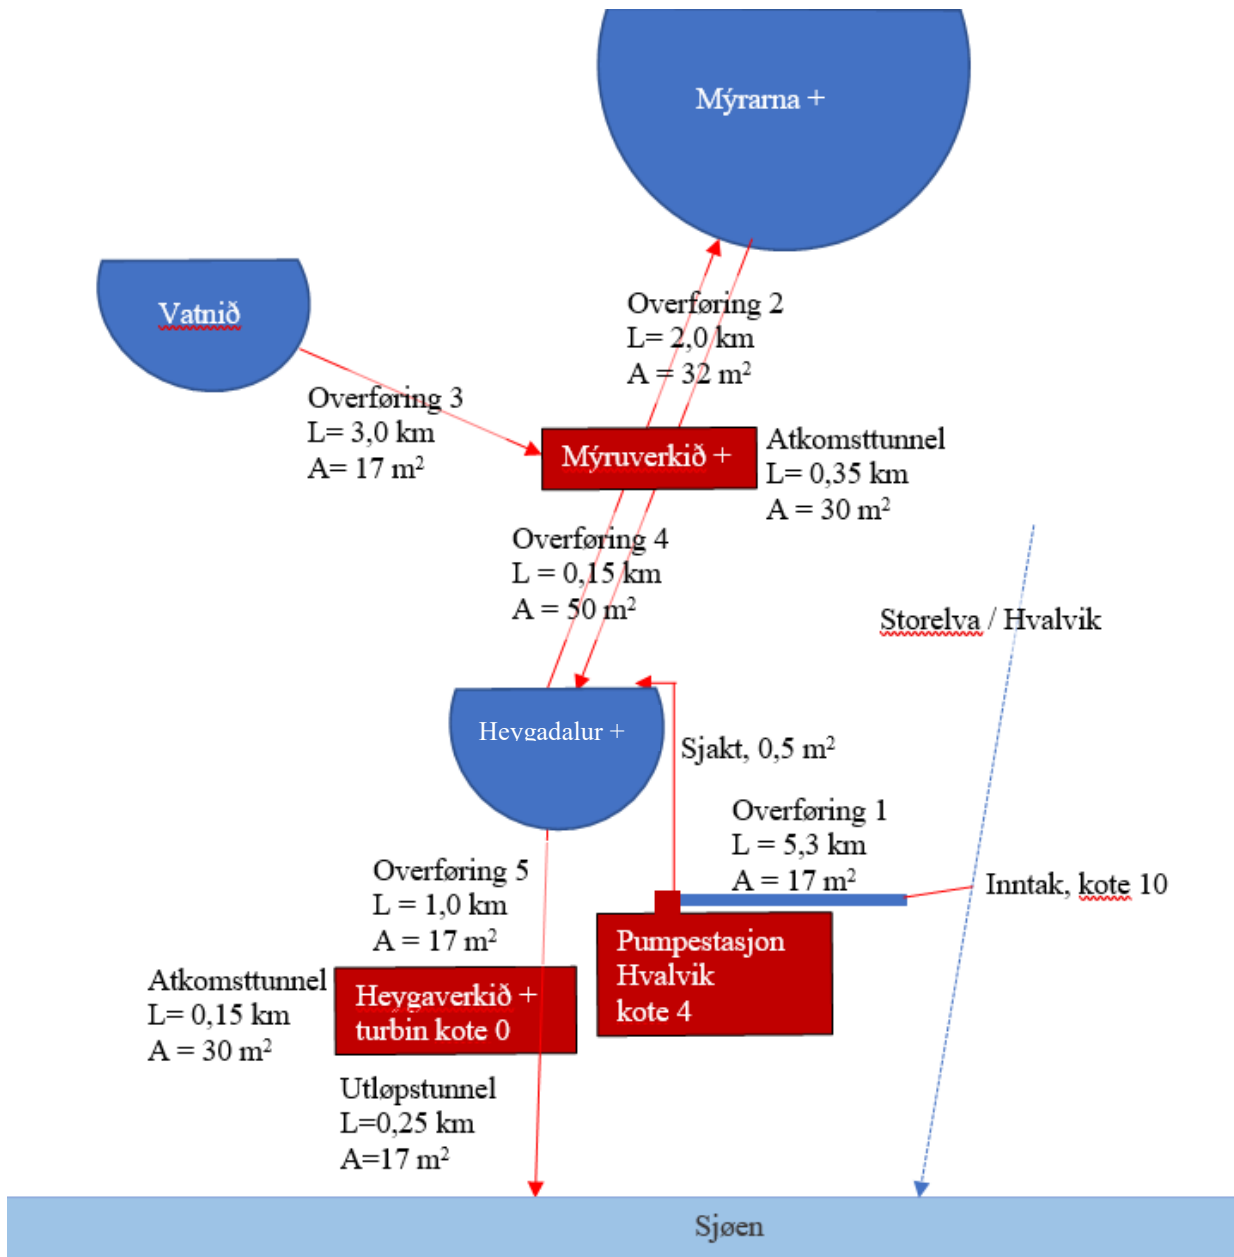 Mýrarna +
Vatnið
Overføring 2
L= 2,0 km
A = 32 m²
Overføring 3
L= 3,0 km
A= 17 m²
Mýruverkið +
Atkomsttunnel
L= 0,35 km
A = 30 m²
Overføring 4
L = 0,15 km
A = 50 m²
Storelva / Hvalvik
Heygadalur +
Sjakt, 0,5 m²
Overføring 1
L = 5,3 km
A = 17 m²
Inntak, kote 10
Overføring 5
L = 1,0 km
A = 17 m²
Pumpestasjon
Hvalvik
kote 4
Atkomsttunnel
L= 0,15 km
A = 30 m²
Heygaverkið +
turbin kote 0
Utløpstunnel
L=0,25 km
A=17 m²
Sjøen